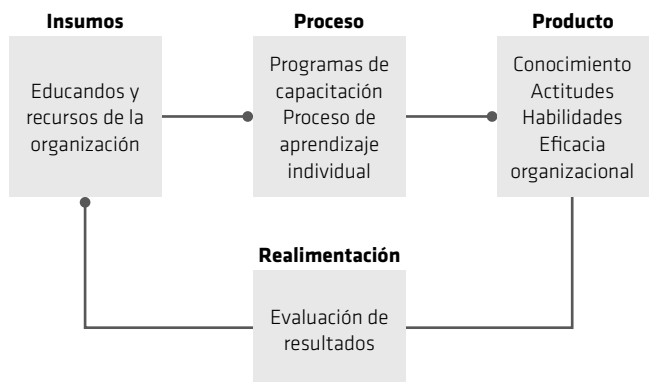 Insumos
Educandos y
recursos de la
organización
Proceso
Programas de
capacitación
Proceso de
aprendizaje
individual
Producto
Conocimiento
Actitudes
Habilidades
Eficacia
organizacional
Realimentación
Evaluación de
resultados